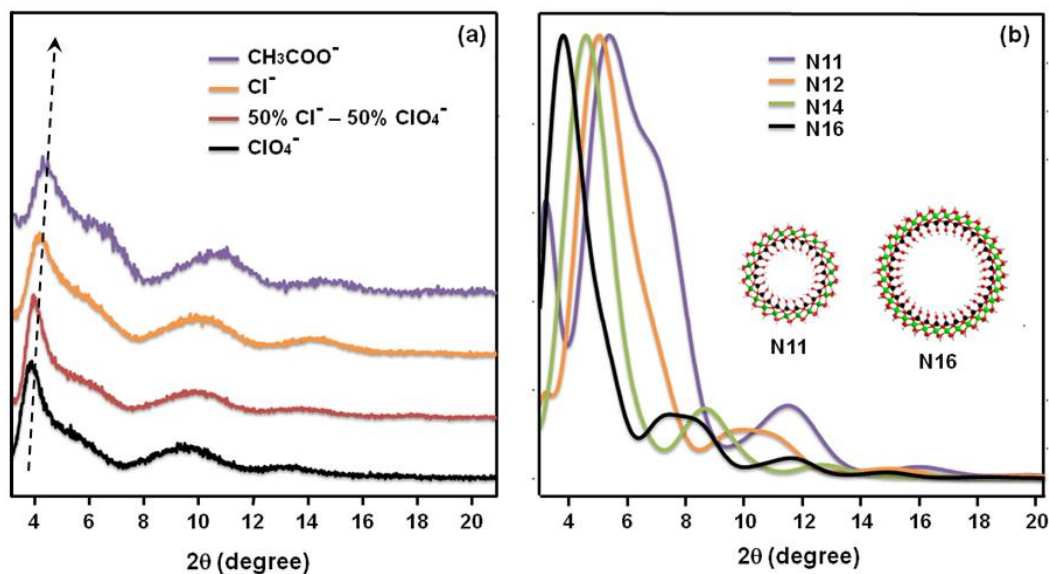 (a)
CH₃COO⁻
Cl⁻
50% Cl⁻ – 50% ClO₄⁻
ClO₄⁻
4 6 8 10 12 14 16 18 20
2θ (degree)
(b)
N11
N12
N14
N16
N11
N16
4 6 8 10 12 14 16 18 20
2θ (degree)